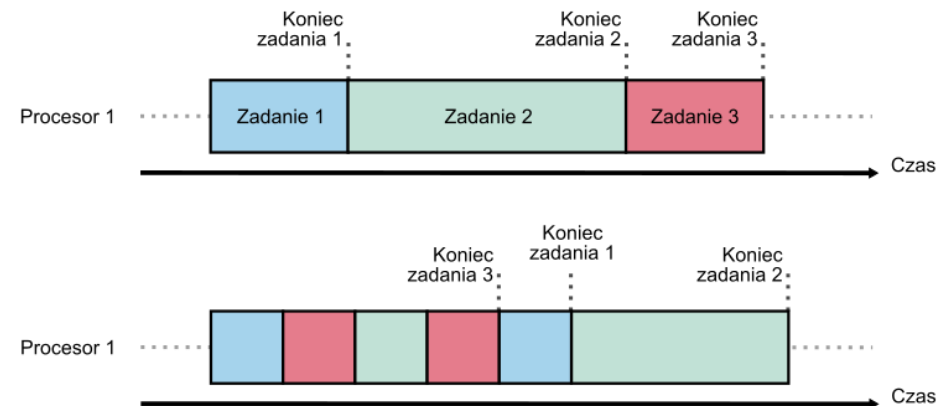 Koniec
zadania 1
Koniec
zadania 2
Koniec
zadania 3
Procesor 1
Zadanie 1
Zadanie 2
Zadanie 3
Czas
Koniec
zadania 3
Koniec
zadania 1
Koniec
zadania 2
Procesor 1
Czas